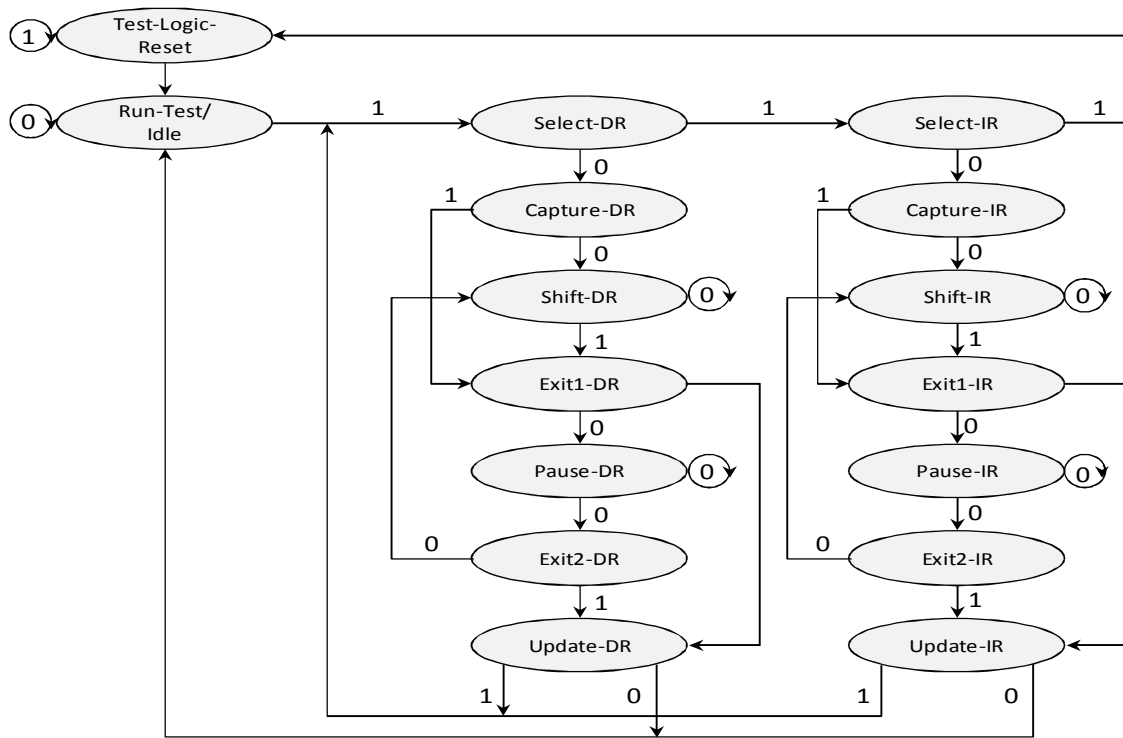 Test-Logic-
Reset
1
Run-Test/
Idle
0
1
Select-DR
1
Select-IR
1
0
0
1
Capture-DR
1
Capture-IR
0
0
Shift-DR
0
Shift-IR
0
1
1
Exit1-DR
Exit1-IR
0
0
Pause-DR
0
Pause-IR
0
0
0
0
Exit2-DR
0
Exit2-IR
1
1
Update-DR
Update-IR
1
0
1
0